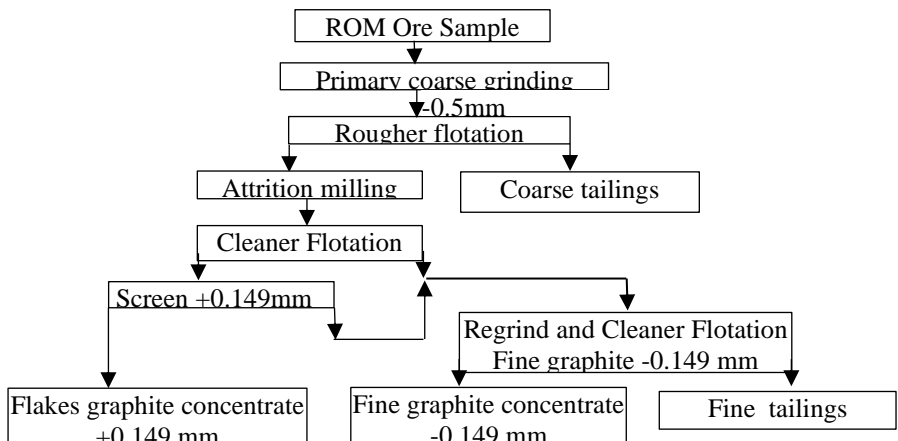 ROM Ore Sample
Primary coarse grinding
-0.5mm
Rougher flotation
Attrition milling
Coarse tailings
Cleaner Flotation
Screen +0.149mm
Regrind and Cleaner Flotation
Fine graphite -0.149 mm
Flakes graphite concentrate
+0.149 mm
Fine graphite concentrate
-0.149 mm
Fine tailings